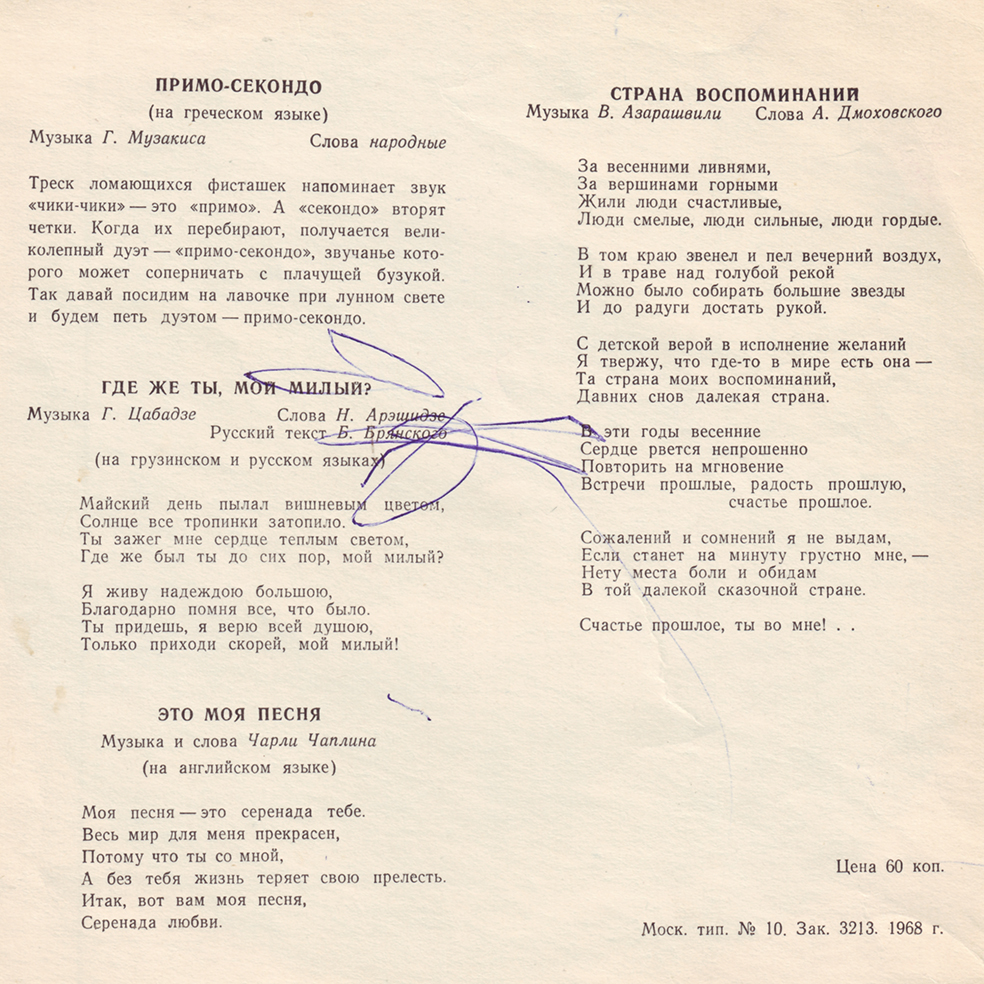 ПРИМО-СЕКОНДО
(на греческом языке)
Музыка Г. Музакиса Слова народные
Треск ломающихся фисташек напоминает звук
«чики-чики» — это «примо». А «секондо» вторят
четки. Когда их перебирают, получается вели-
колепный дуэт — «примо-секондо», звучанье кото-
рого может соперничать с плачущей бузукой.
Так давай посидим на лавочке при лунном свете
и будем петь дуэтом — примо-секондо.
ГДЕ ЖЕ ТЫ, МОЙ МИЛЫЙ?
Музыка Г. Цабадзе Слова Н. Арэшидзе
Русский текст Б. Брянского
(на грузинском и русском языках)
Майский день пылал вишневым цветом,
Солнце все тропинки затопило.
Ты зажег мне сердце теплым светом,
Где же был ты до сих пор, мой милый?
Я живу надеждою большою,
Благодарно помня все, что было.
Ты придешь, я верю всей душою,
Только приходи скорей, мой милый!
ЭТО МОЯ ПЕСНЯ
Музыка и слова Чарли Чаплина
(на английском языке)
Моя песня — это серенада тебе.
Весь мир для меня прекрасен,
Потому что ты со мной,
А без тебя жизнь теряет свою прелесть.
Итак, вот вам моя песня,
Серенада любви.
СТРАНА ВОСПОМИНАНИЙ
Музыка В. Азарашвили Слова А. Дмоховского
За весенними ливнями,
За вершинами горными
Жили люди счастливые,
Люди смелые, люди сильные, люди гордые.
В том краю звенел и пел вечерний воздух,
И в траве над голубой рекой
Можно было собирать большие звезды
И до радуги достать рукой.
С детской верой в исполнение желаний
Я твержу, что где-то в мире есть она —
Та страна моих воспоминаний,
Давних снов далекая страна.
В эти годы весенние
Сердце рвется непрошенно
Повторить на мгновение
Встречи прошлые, радость прошлую,
счастье прошлое.
Сожалений и сомнений я не выдам,
Если станет на минуту грустно мне, —
Нету места боли и обидам
В той далекой сказочной стране.
Счастье прошлое, ты во мне! . .
Цена 60 коп.
Моск. тип. № 10. Зак. 3213. 1968 г.